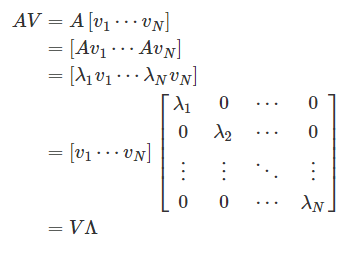 AV = A [v₁ ⋯ v_N]
= [Av₁ ⋯ Av_N]
= [λ₁v₁ ⋯ λ_N v_N]
= [v₁ ⋯ v_N] [
λ₁ 0 ⋯ 0
0 λ₂ ⋯ 0
⋮ ⋮ ⋱ ⋮
0 0 ⋯ λ_N
]
= VΛ